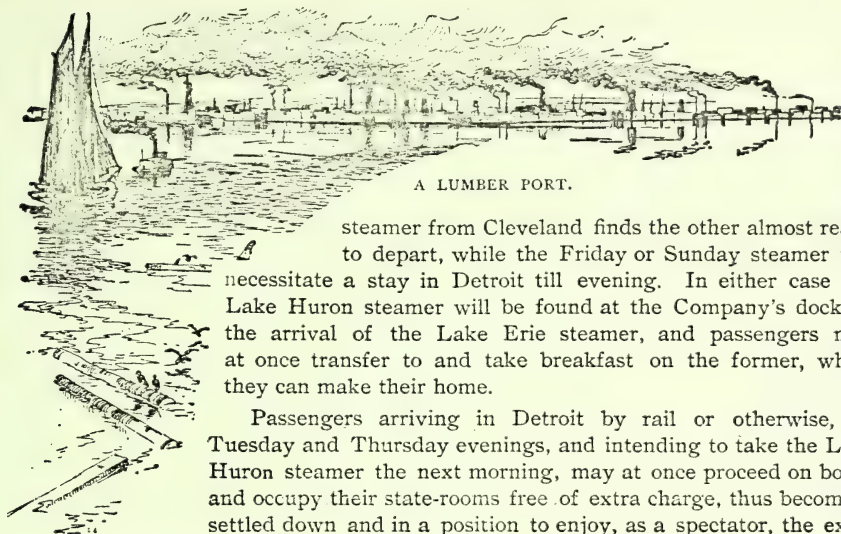 A LUMBER PORT.
steamer from Cleveland finds the other almost
to depart, while the Friday or Sunday steamer
necessitate a stay in Detroit till evening. In either case
Lake Huron steamer will be found at the Company's dock
the arrival of the Lake Erie steamer, and passengers
at once transfer to and take breakfast on the former,
they can make their home.
Passengers arriving in Detroit by rail or otherwise,
Tuesday and Thursday evenings, and intending to take the
Huron steamer the next morning, may at once proceed on
and occupy their state-rooms free of extra charge, thus
settled down and in a position to enjoy, as a spectator, the